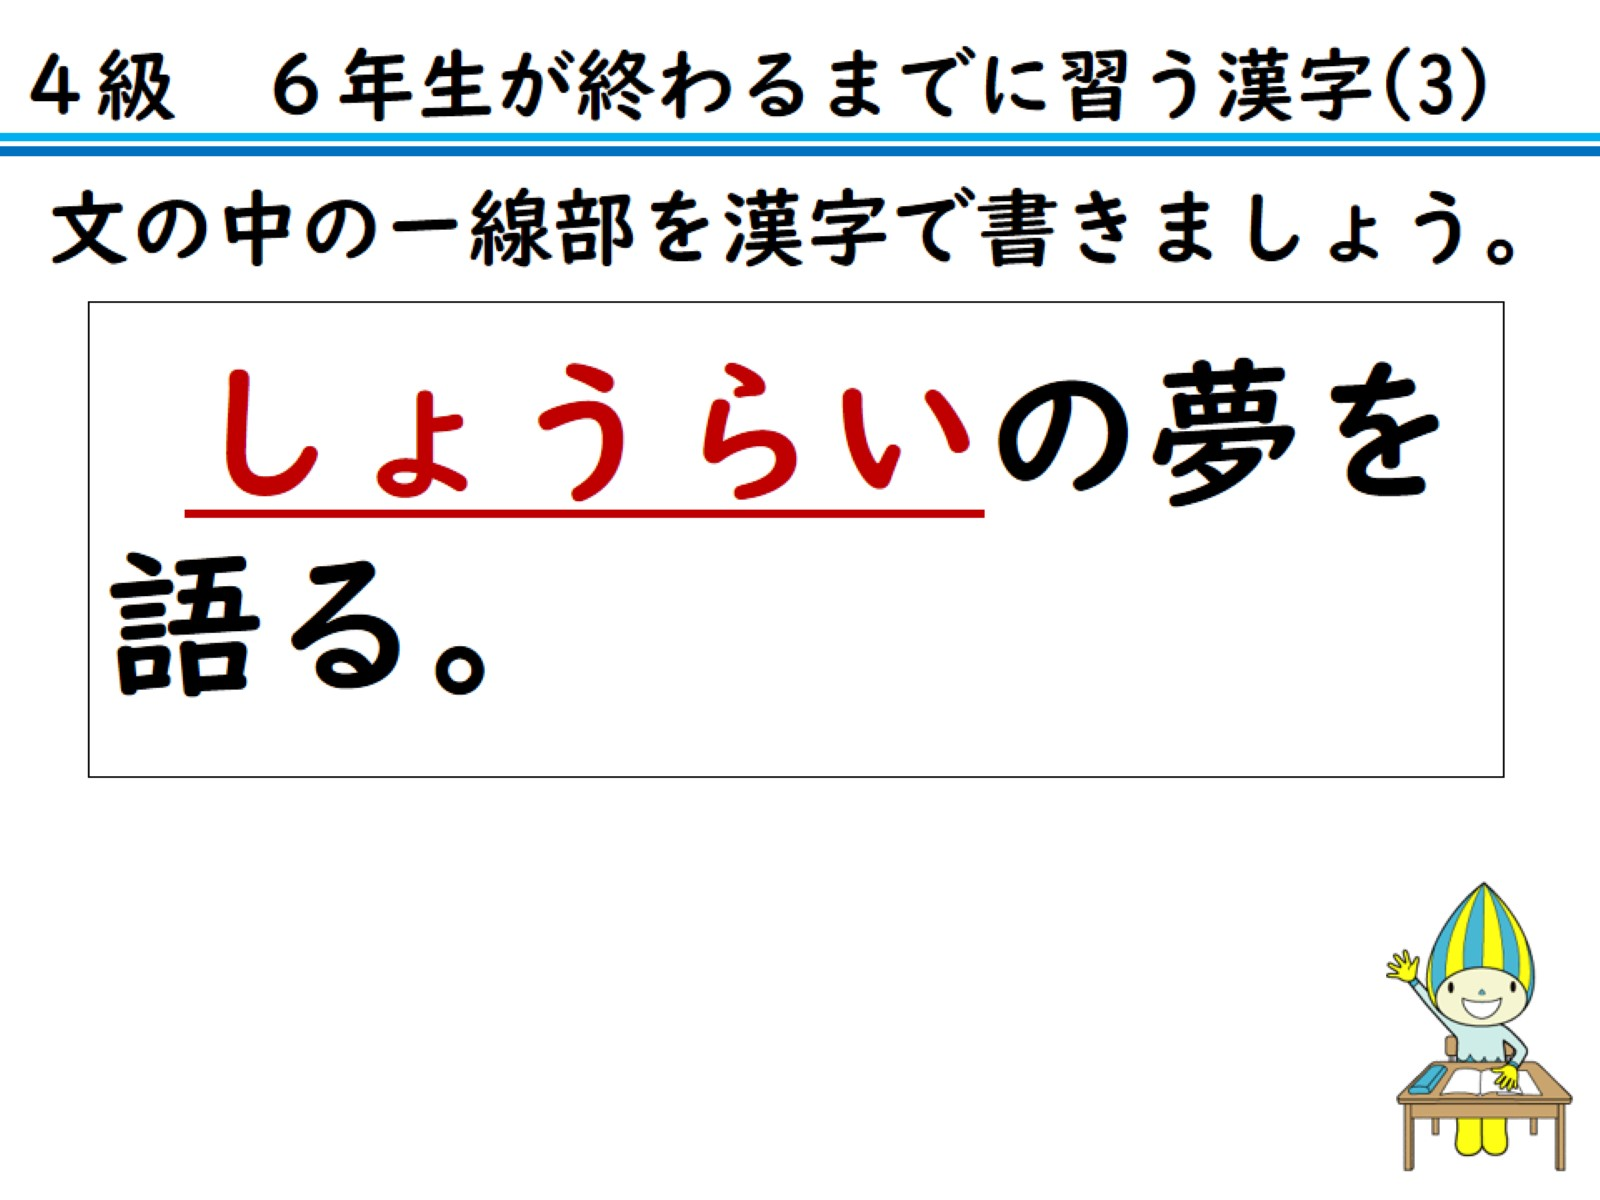 ４級　６年生が終わるまでに習う漢字(3)
文の中の一線部を漢字で書きましょう。
しょうらいの夢を
語る。